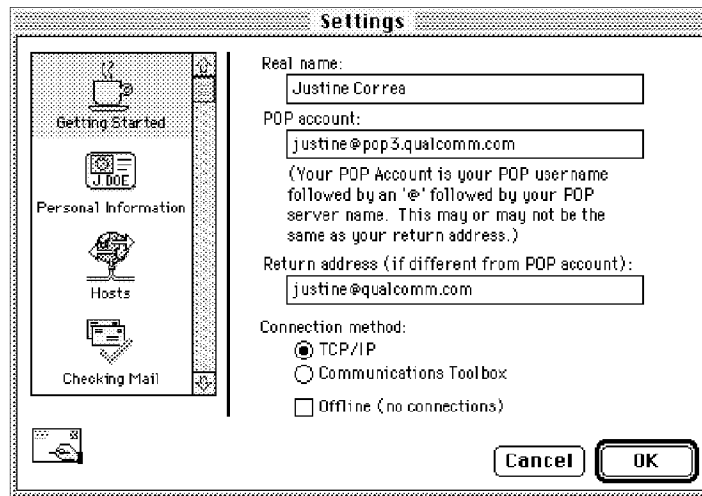 Settings
Getting Started
J DOE
Personal Information
Hosts
Checking Mail
Real name:
Justine Correa
POP account:
justine@pop3.qualcomm.com
(Your POP Account is your POP username
followed by an '@' followed by your POP
server name. This may or may not be the
same as your return address.)
Return address (if different from POP account):
justine@qualcomm.com
Connection method:
TCP/IP
Communications Toolbox
Offline (no connections)
Cancel
OK